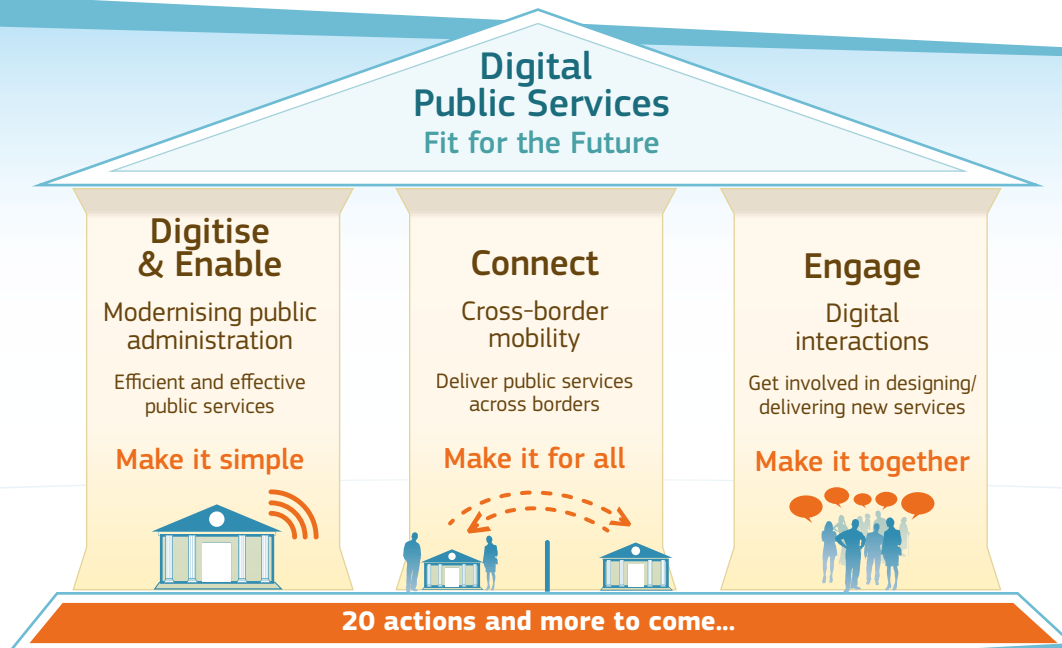 Digital
Public Services
Fit for the Future
Digitise
& Enable
Modernising public
administration
Efficient and effective
public services
Make it simple
Connect
Cross-border
mobility
Deliver public services
across borders
Make it for all
Engage
Digital
interactions
Get involved in designing/
delivering new services
Make it together
20 actions and more to come...